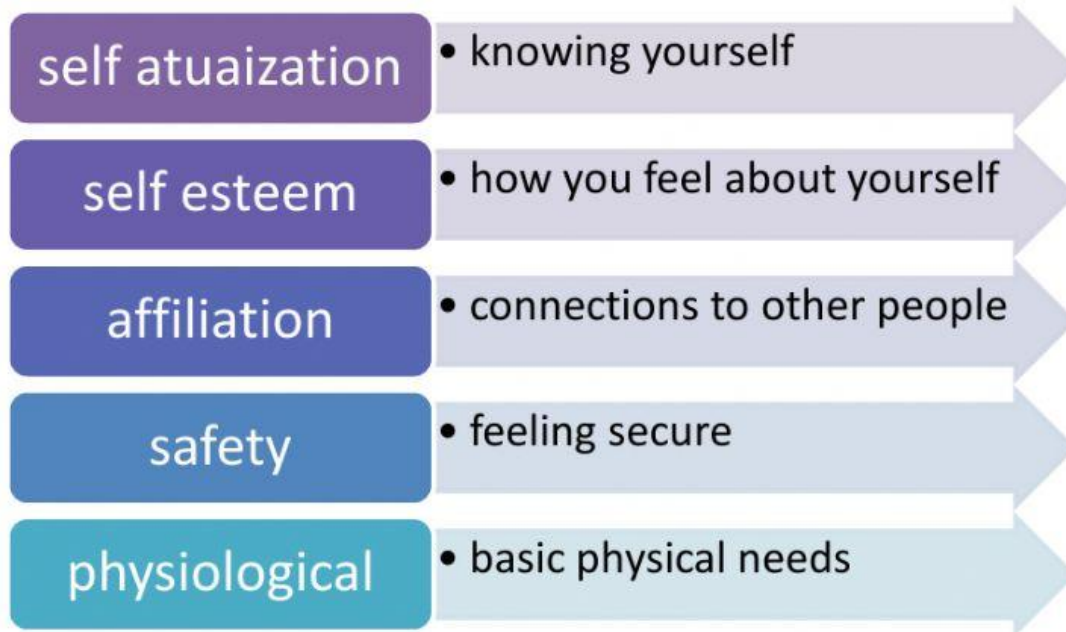 self atuaization
• knowing yourself
self esteem
• how you feel about yourself
affiliation
• connections to other people
safety
• feeling secure
physiological
• basic physical needs